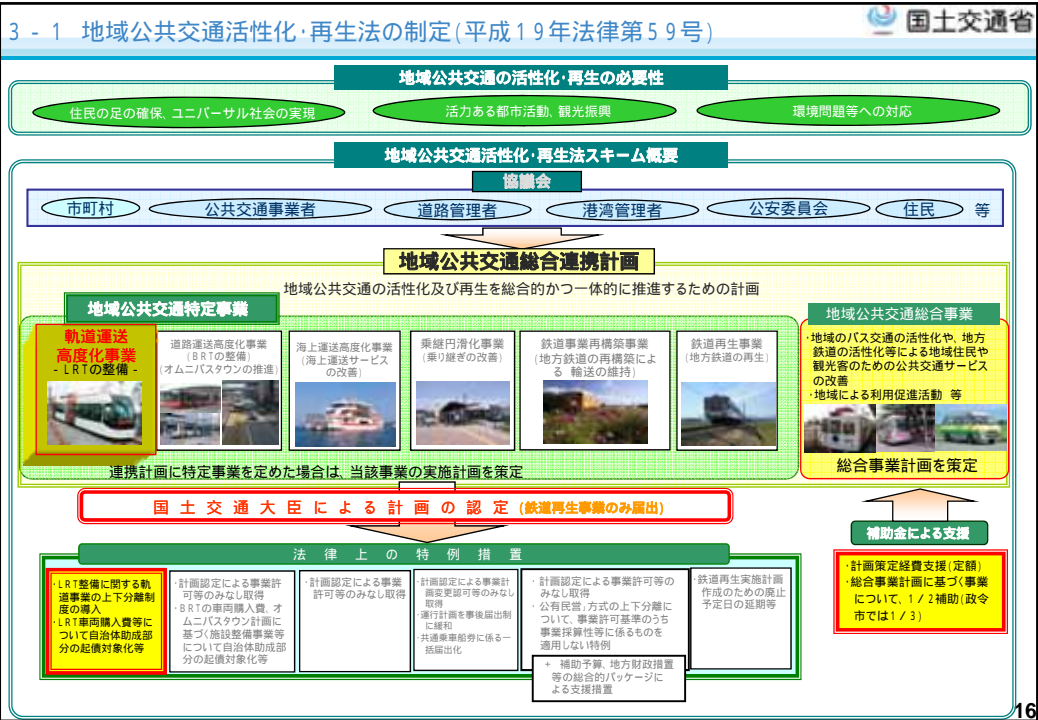 3-1 地域公共交通活性化･再生法の制定(平成19年法律第59号)
国土交通省
地域公共交通の活性化･再生の必要性
住民の足の確保、ユニバーサル社会の実現
活力ある都市活動、観光振興
環境問題等への対応
地域公共交通活性化･再生法スキーム概要
協議会
市町村
公共交通事業者
道路管理者
港湾管理者
公安委員会
住民
等
地域公共交通総合連携計画
地域公共交通の活性化及び再生を総合的かつ一体的に推進するための計画
地域公共交通特定事業
軌道運送
高度化事業
- LRTの整備 -
道路運送高度化事業
(BRTの整備)
(オムニバスタウンの推進)
海上運送高度化事業
(海上運送サービス
の改善)
乗継円滑化事業
(乗り継ぎの改善)
鉄道事業再構築事業
(地方鉄道の再構築によ
る 輸送の維持)
鉄道再生事業
(地方鉄道の再生)
連携計画に特定事業を定めた場合は、当該事業の実施計画を策定
地域公共交通総合事業
･地域のバス交通の活性化や、地方
鉄道の活性化等による地域住民や
観光客のための公共交通サービス
の改善
･地域による利用促進活動 等
総合事業計画を策定
国土交通大臣による計画の認定 (鉄道再生事業のみ届出)
補助金による支援
･計画策定経費支援(定額)
･総合事業計画に基づく事業
について、1/2補助(政令
市では1/3)
法律上の特例措置
･LRT整備に関する軌
道事業の上下分離制
度の導入
･LRT車両購入費等に
ついて自治体助成部
分の起債対象化等
･計画認定による事業許
可等のみなし取得
･BRTの車両購入費、オ
ムニバスタウン計画に
基づく施設整備事業等
について自治体助成部
分の起債対象化等
･計画認定による事業
許可等のみなし取得
･計画認定による事業計
画変更認可等のみなし
取得
･運行計画を事後届出制
に緩和
･共通乗車船券に係る一
括届出化
･計画認定による事業許可等の
みなし取得
･公有民営｣方式の上下分離に
ついて、事業許可基準のうち
事業採算性等に係るものを
適用しない特例
+ 補助予算、地方財政措置
等の総合的パッケージに
よる支援措置
･鉄道再生実施計画
作成のための廃止
予定日の延期等
16